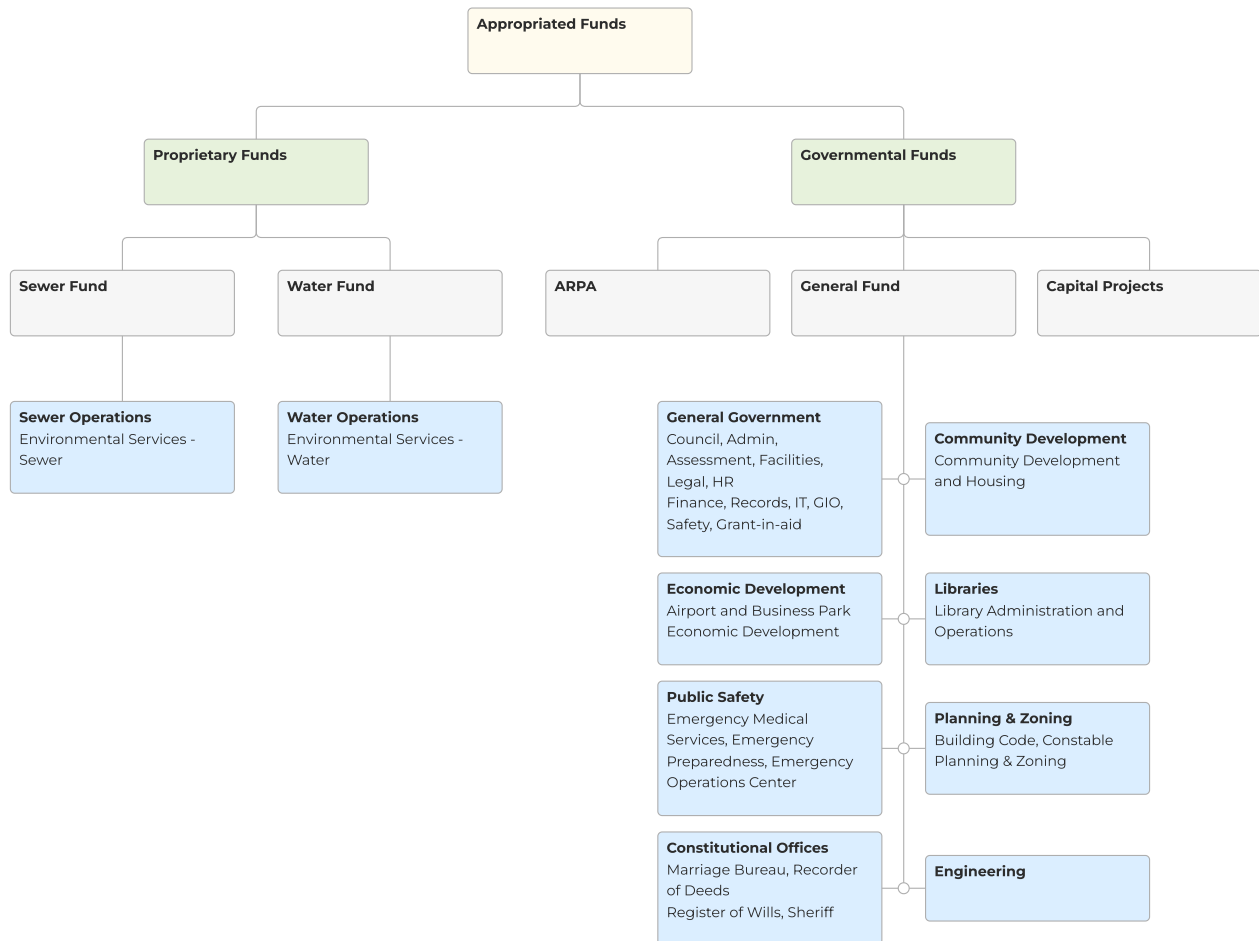 Appropriated Funds
Proprietary Funds
Governmental Funds
Sewer Fund
Water Fund
ARPA
General Fund
Capital Projects
Sewer Operations
Environmental Services -
Sewer
Water Operations
Environmental Services -
Water
General Government
Council, Admin,
Assessment, Facilities,
Legal, HR
Finance, Records, IT, GIO,
Safety, Grant-in-aid
Community Development
Community Development
and Housing
Economic Development
Airport and Business Park
Economic Development
Libraries
Library Administration and
Operations
Public Safety
Emergency Medical
Services, Emergency
Preparedness, Emergency
Operations Center
Planning & Zoning
Building Code, Constable
Planning & Zoning
Constitutional Offices
Marriage Bureau, Recorder
of Deeds
Register of Wills, Sheriff
Engineering